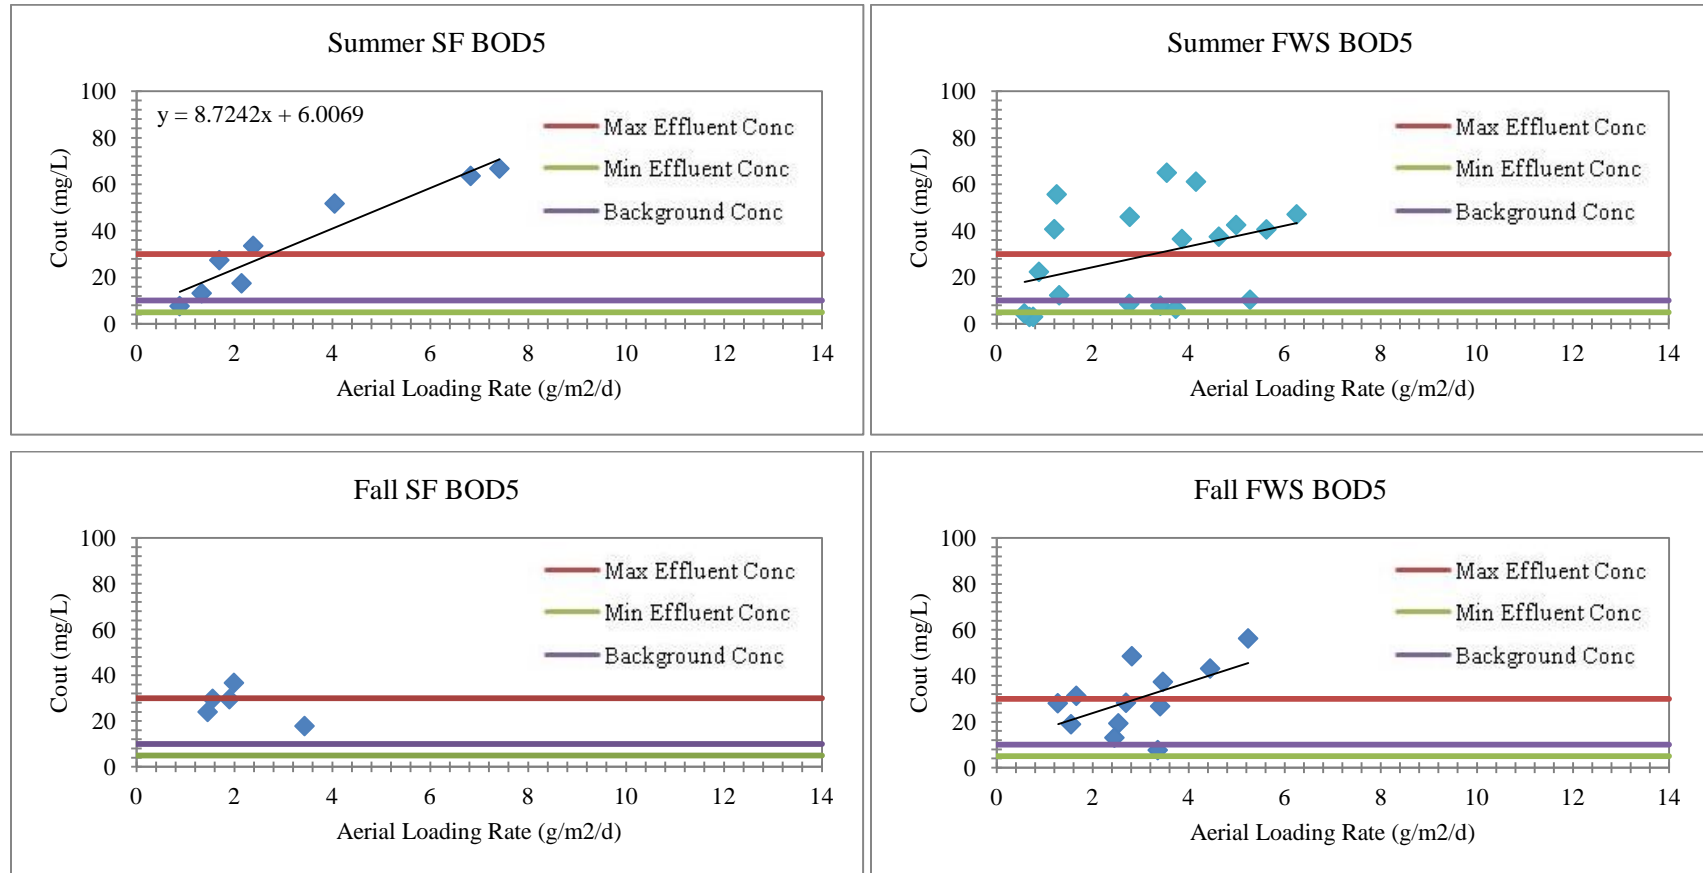 Summer SF BOD5
y = 8.7242x + 6.0069
100
80
60
40
20
0
Cout (mg/L)
Max Effluent Conc
Min Effluent Conc
Background Conc
0 2 4 6 8 10 12 14
Aerial Loading Rate (g/m2/d)
Summer FWS BOD5
100
80
60
40
20
0
Cout (mg/L)
Max Effluent Conc
Min Effluent Conc
Background Conc
0 2 4 6 8 10 12 14
Aerial Loading Rate (g/m2/d)
Fall SF BOD5
100
80
60
40
20
0
Cout (mg/L)
Max Effluent Conc
Min Effluent Conc
Background Conc
0 2 4 6 8 10 12 14
Aerial Loading Rate (g/m2/d)
Fall FWS BOD5
100
80
60
40
20
0
Cout (mg/L)
Max Effluent Conc
Min Effluent Conc
Background Conc
0 2 4 6 8 10 12 14
Aerial Loading Rate (g/m2/d)